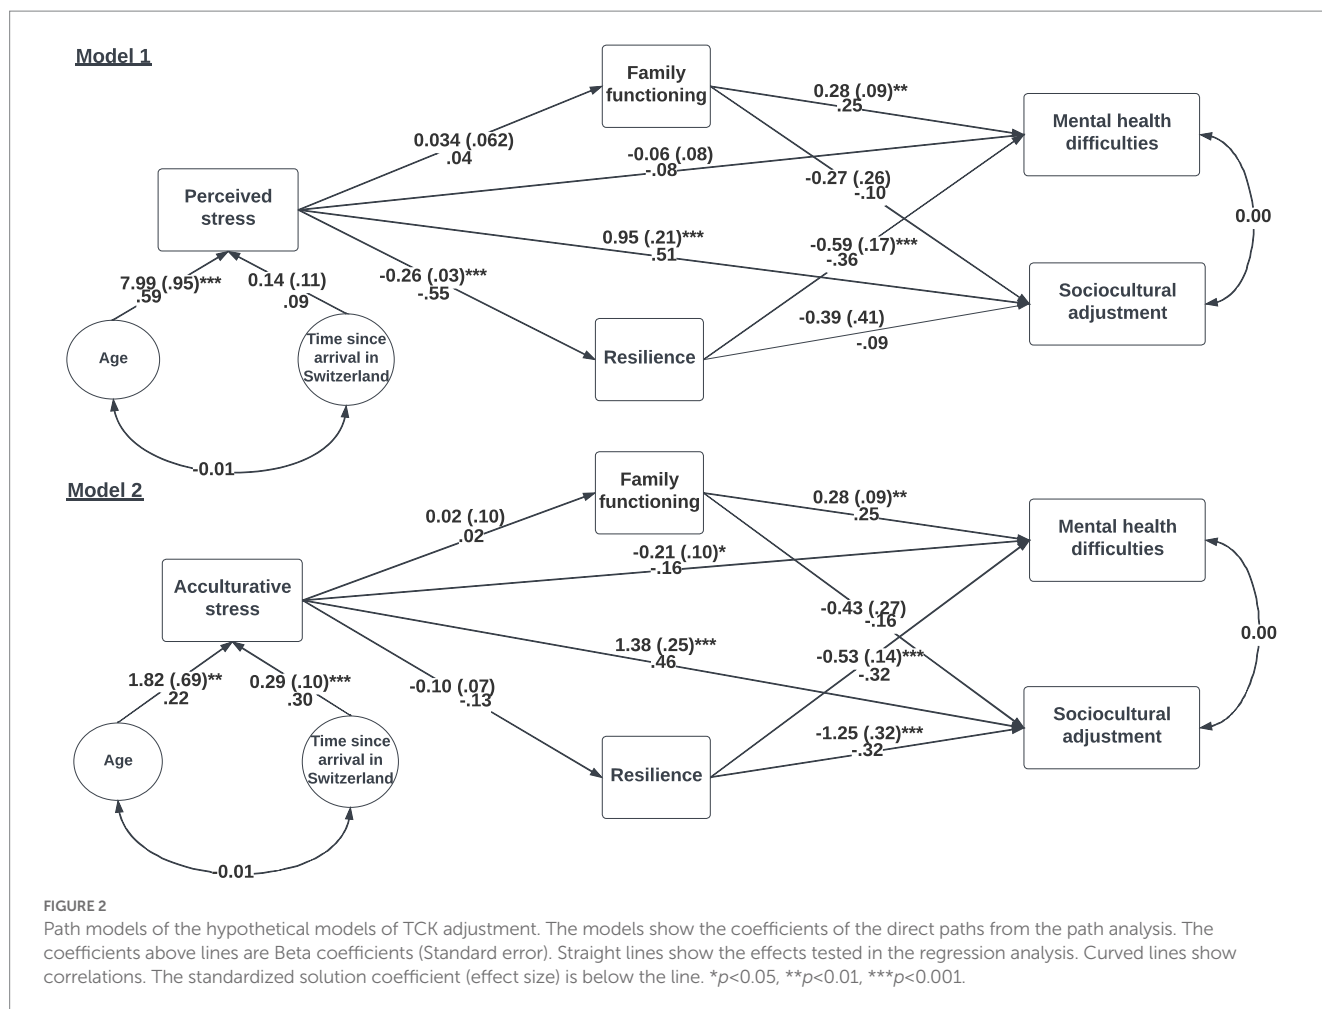 Model 1
Family
functioning
0.28 (.09)**
.25
Mental health
difficulties
0.034 (.062)
.04
-0.06 (.08)
-.08
-0.27 (.26)
-.10
Perceived
stress
0.00
0.95 (.21)***
.51
-0.59 (.17)***
-.36
7.99 (.95)***
.59
0.14 (.11)
.09
-0.26 (.03)***
-.55
Sociocultural
adjustment
-0.39 (.41)
-.09
Age
Time since
arrival in
Switzerland
Resilience
-0.01
Model 2
Family
functioning
0.28 (.09)**
.25
Mental health
difficulties
0.02 (.10)
.02
-0.21 (.10)*
-.16
Acculturative
stress
-0.43 (.27)
-.16
0.00
1.38 (.25)***
.46
-0.53 (.14)***
-.32
1.82 (.69)**
.22
0.29 (.10)***
.30
-0.10 (.07)
-.13
Sociocultural
adjustment
-1.25 (.32)***
-.32
Age
Time since
arrival in
Switzerland
Resilience
-0.01
FIGURE 2
Path models of the hypothetical models of TCK adjustment. The models show the coefficients of the direct paths from the path analysis. The
coefficients above lines are Beta coefficients (Standard error). Straight lines show the effects tested in the regression analysis. Curved lines show
correlations. The standardized solution coefficient (effect size) is below the line. *p<0.05, **p<0.01, ***p<0.001.